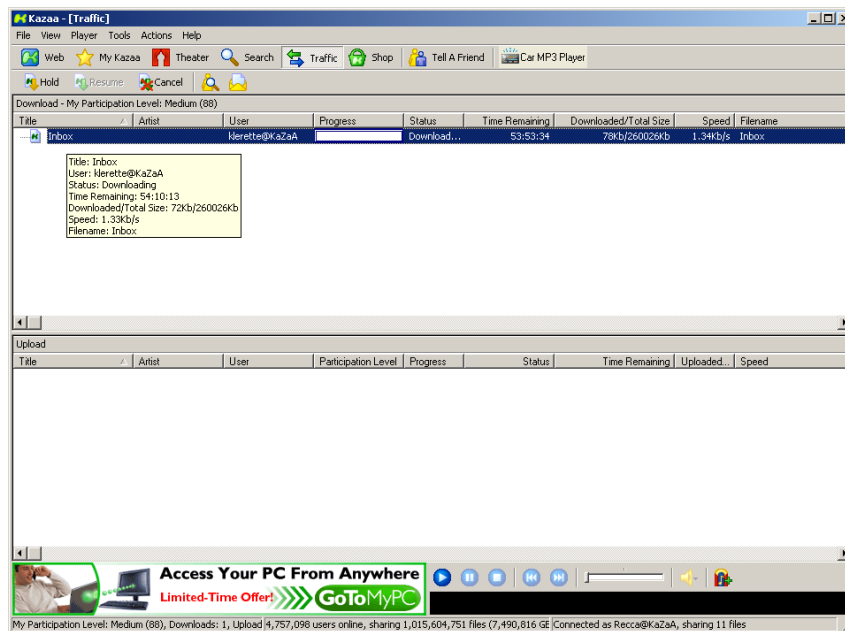 Kazaa - [Traffic]
File View Player Tools Actions Help
Web My Kazaa Theater Search Traffic Shop Tell A Friend Car MP3 Player
Hold Resume Cancel
Download - My Participation Level: Medium (88)
Title Artist User Progress Status Time Remaining Downloaded/Total Size Speed Filename
Inbox klerette@KaZaA Download... 53:53:34 78Kb/260026Kb 1.34Kb/s Inbox
Title: Inbox
User: klerette@KaZaA
Status: Downloading
Time Remaining: 54:10:13
Downloaded/Total Size: 72Kb/260026Kb
Speed: 1.33Kb/s
Filename: Inbox
Upload
Title Artist User Participation Level Progress Status Time Remaining Uploaded... Speed
Access Your PC From Anywhere
Limited-Time Offer! GoToMyPC
My Participation Level: Medium (88), Downloads: 1, Upload 4,757,098 users online, sharing 1,015,604,751 files (7,490,816 GE Connected as Recca@KaZaA, sharing 11 files